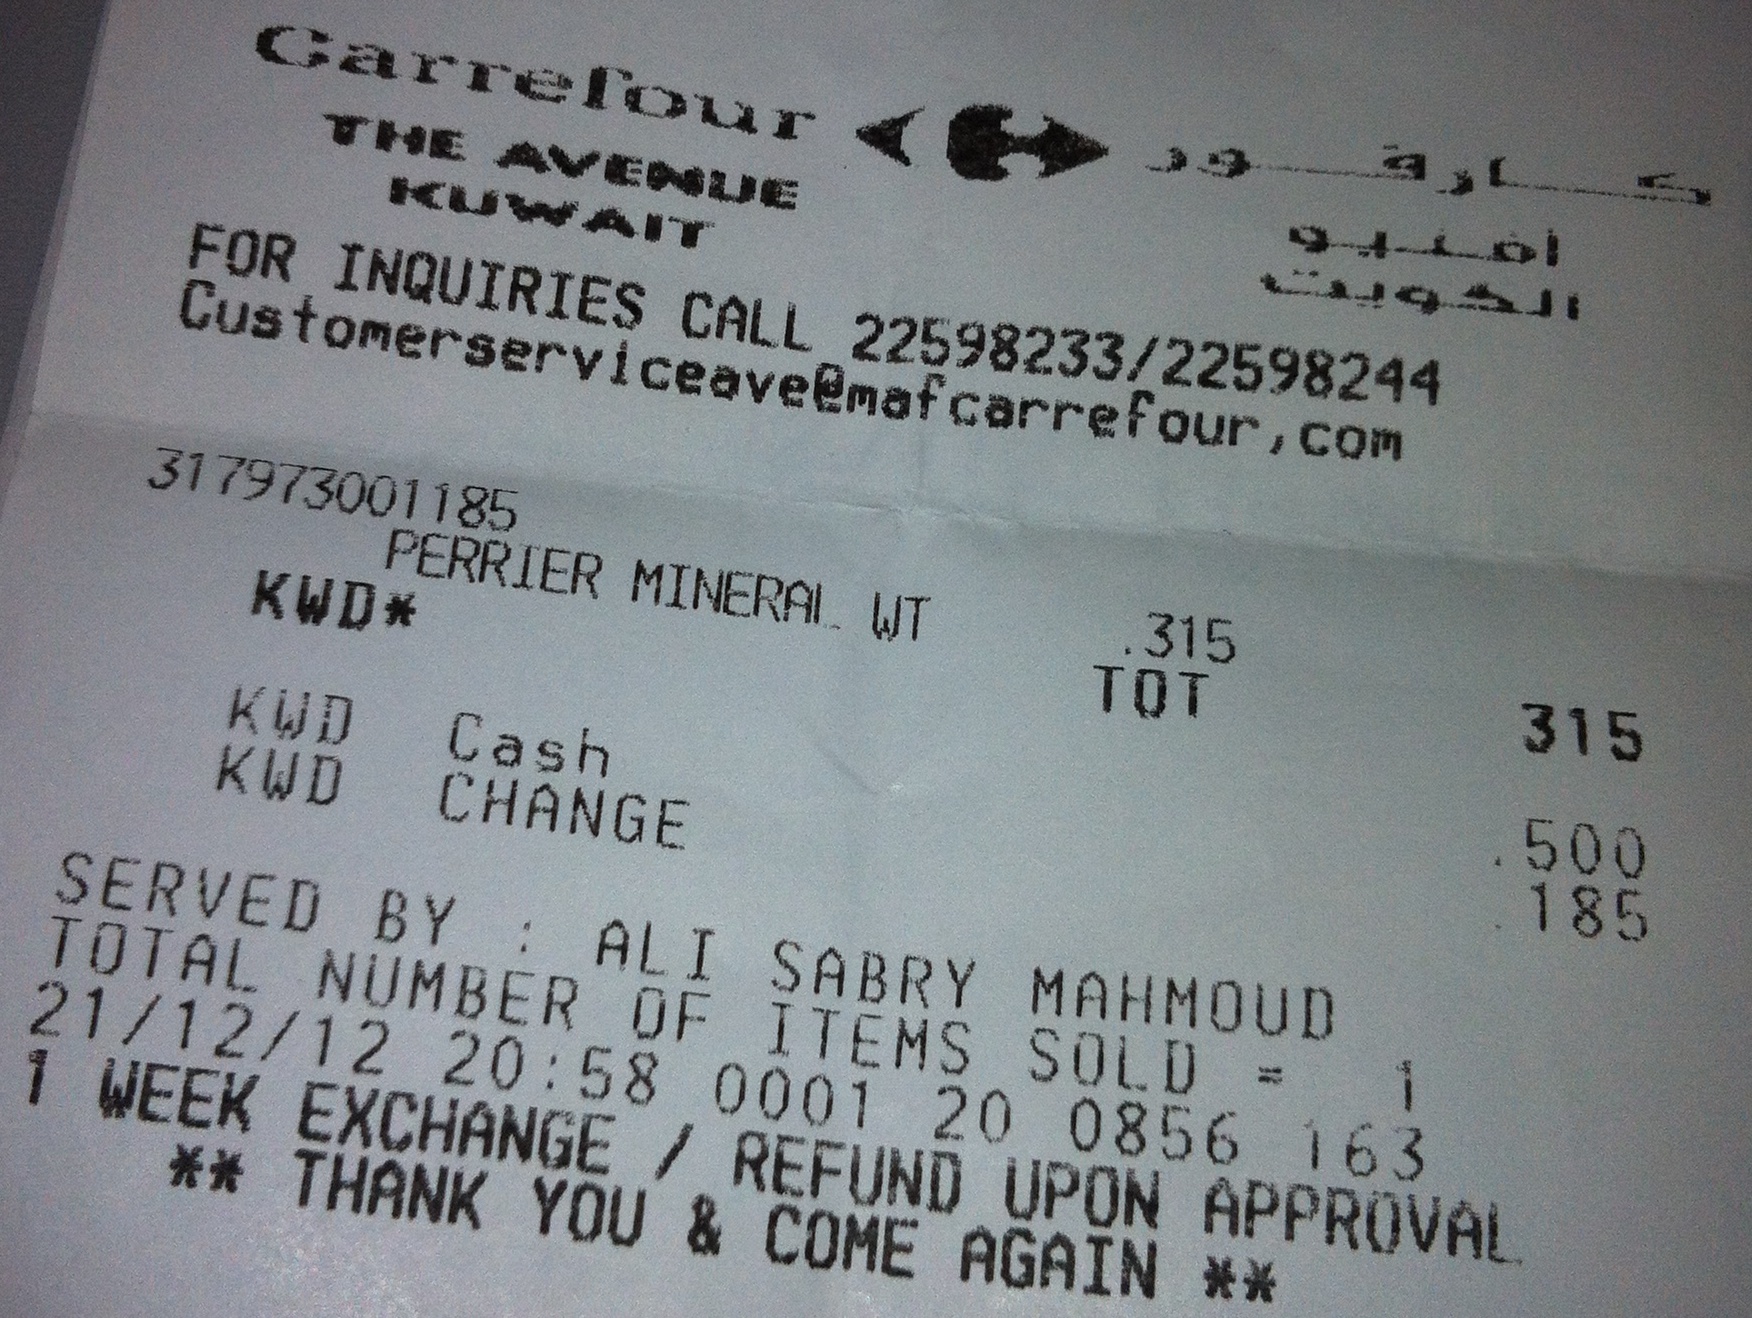 Carrefour كارفور
THE AVENUE أفنيو
KUWAIT الكويت
FOR INQUIRIES CALL 22598233/22598244
Customerserviceave@mafcarrefour,com
317973001185
PERRIER MINERAL WT .315
KWD* TOT 315
KWD Cash .500
KWD CHANGE .185
SERVED BY : ALI SABRY MAHMOUD
TOTAL NUMBER OF ITEMS SOLD = 1
21/12/12 20:58 0001 20 0856 163
1 WEEK EXCHANGE / REFUND UPON APPROVAL
** THANK YOU & COME AGAIN **